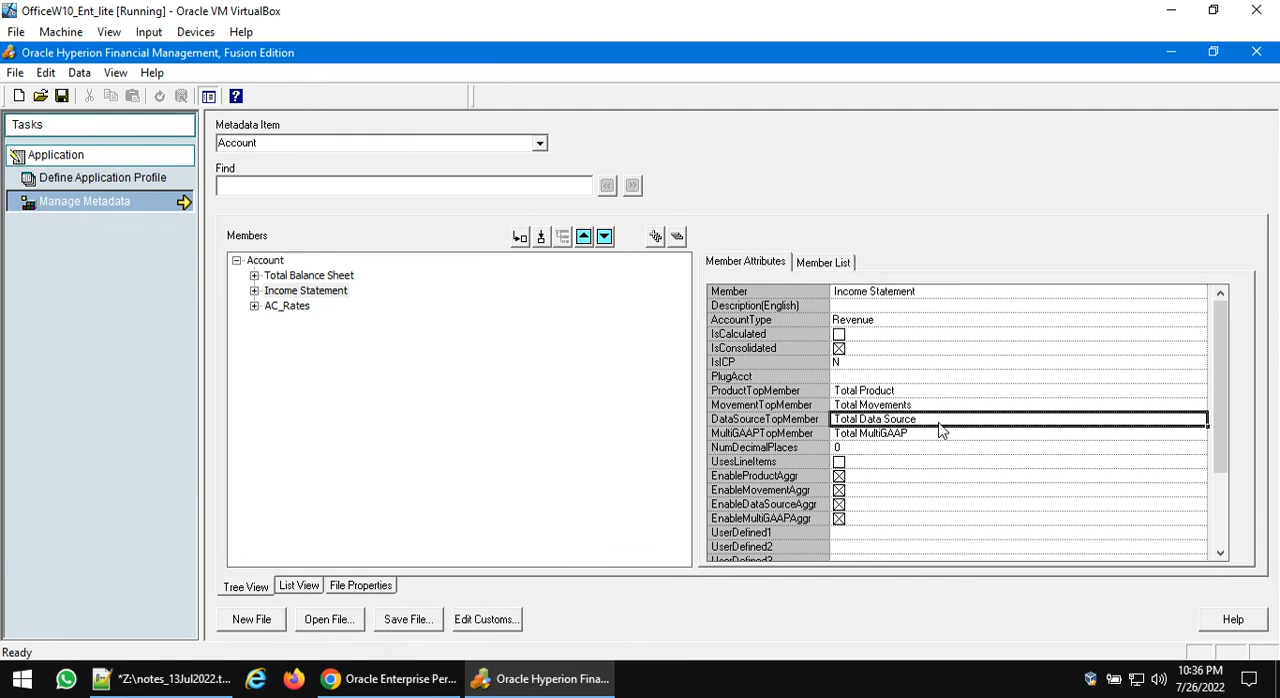 OfficeW10_Ent_lite [Running] - Oracle VM VirtualBox
File Machine View Input Devices Help
Oracle Hyperion Financial Management, Fusion Edition
File Edit Data View Help
Tasks
Application
Define Application Profile
Manage Metadata
Metadata Item
Account
Find
Members
Account
Total Balance Sheet
Income Statement
AC_Rates
Member Attributes Member List
Member Income Statement
Description(English)
AccountType Revenue
IsCalculated
IsConsolidated
IsICP N
PlugAcct
ProductTopMember Total Product
MovementTopMember Total Movements
DataSourceTopMember Total Data Source
MultiGAAPTopMember Total MultiGAAP
NumDecimalPlaces 0
UsesLineItems
EnableProductAggr
EnableMovementAggr
EnableDataSourceAggr
EnableMultiGAAPAggr
UserDefined1
UserDefined2
UserDefined3
Tree View List View File Properties
New File Open File... Save File... Edit Customs... Help
Ready
*Z:\notes_13Jul2022.t... Oracle Enterprise Per... Oracle Hyperion Fina... 10:36 PM
7/26/2022